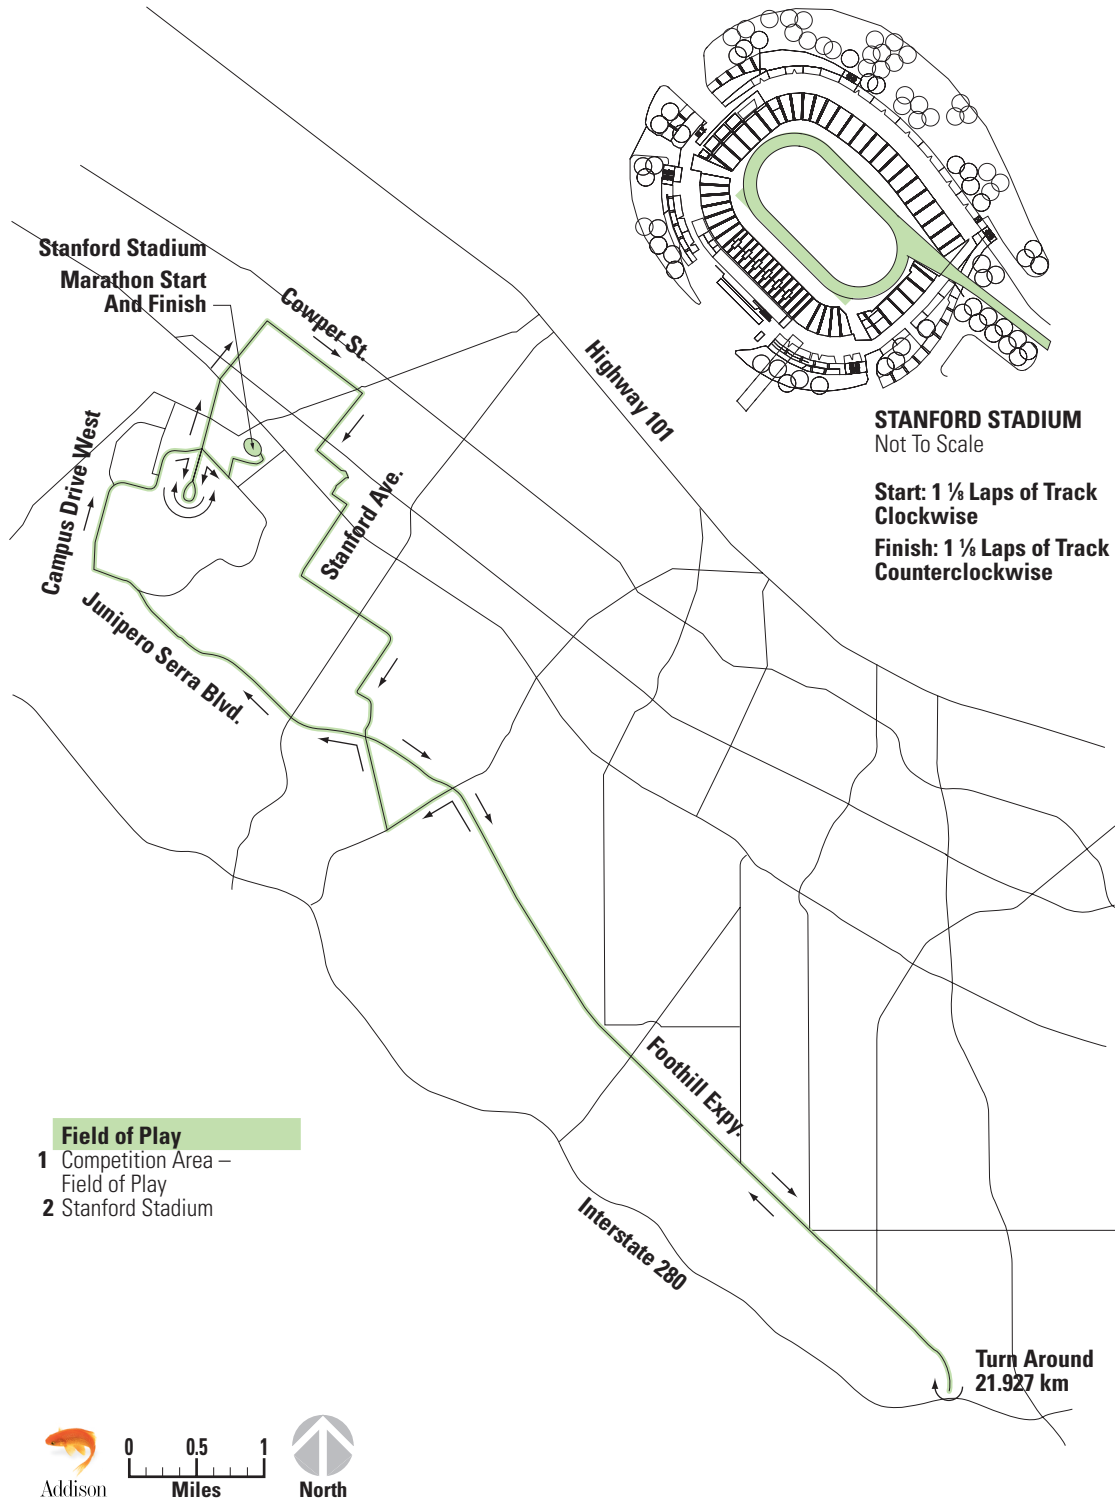 Stanford Stadium
Marathon Start
And Finish
Cowper St.
Highway 101
Campus Drive West
Stanford Ave.
Junipero Serra Blvd.
STANFORD STADIUM
Not To Scale
Start: 1 ⅛ Laps of Track
Clockwise
Finish: 1 ⅛ Laps of Track
Counterclockwise
Foothill Expy.
Field of Play
1 Competition Area –
Field of Play
2 Stanford Stadium
Interstate 280
Turn Around
21.927 km
0 0.5 1
Miles
North
Addison